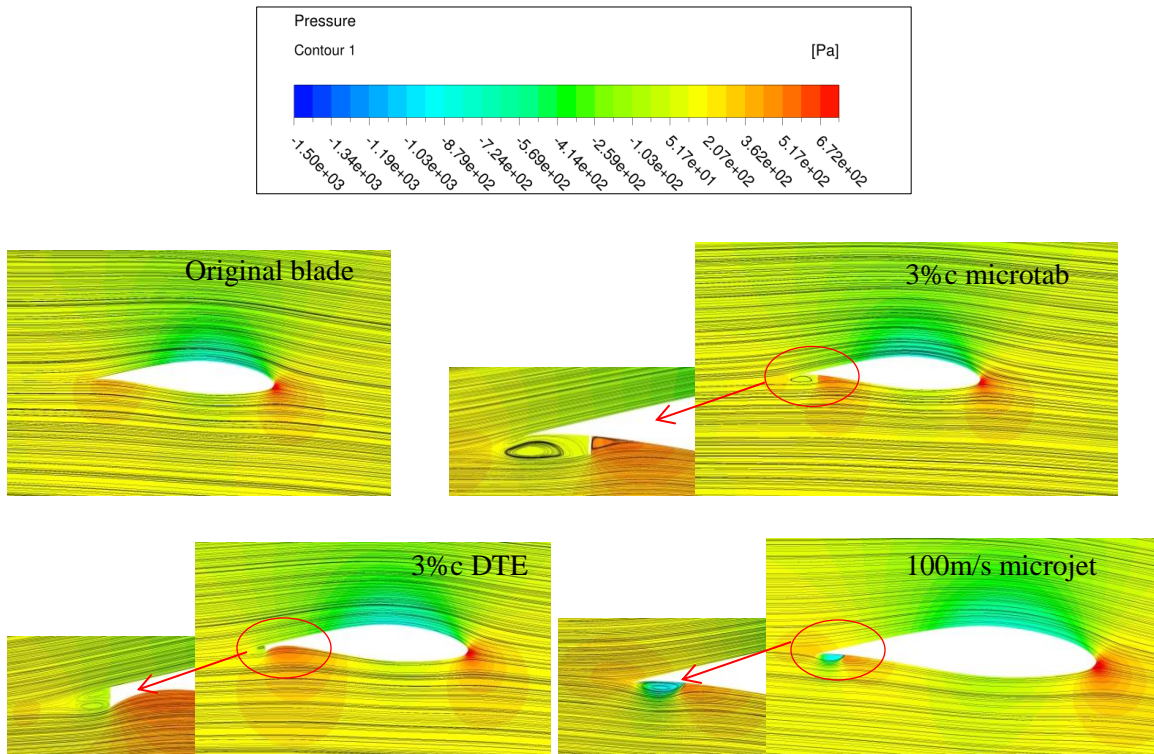 Pressure
Contour 1
[Pa]
-1.50e+03
-1.34e+03
-1.19e+03
-1.03e+03
-8.79e+02
-7.24e+02
-5.69e+02
-4.14e+02
-2.59e+02
-1.03e+02
5.17e+01
2.07e+02
3.62e+02
5.17e+02
6.72e+02
Original blade
3%c microtab
3%c DTE
100m/s microjet